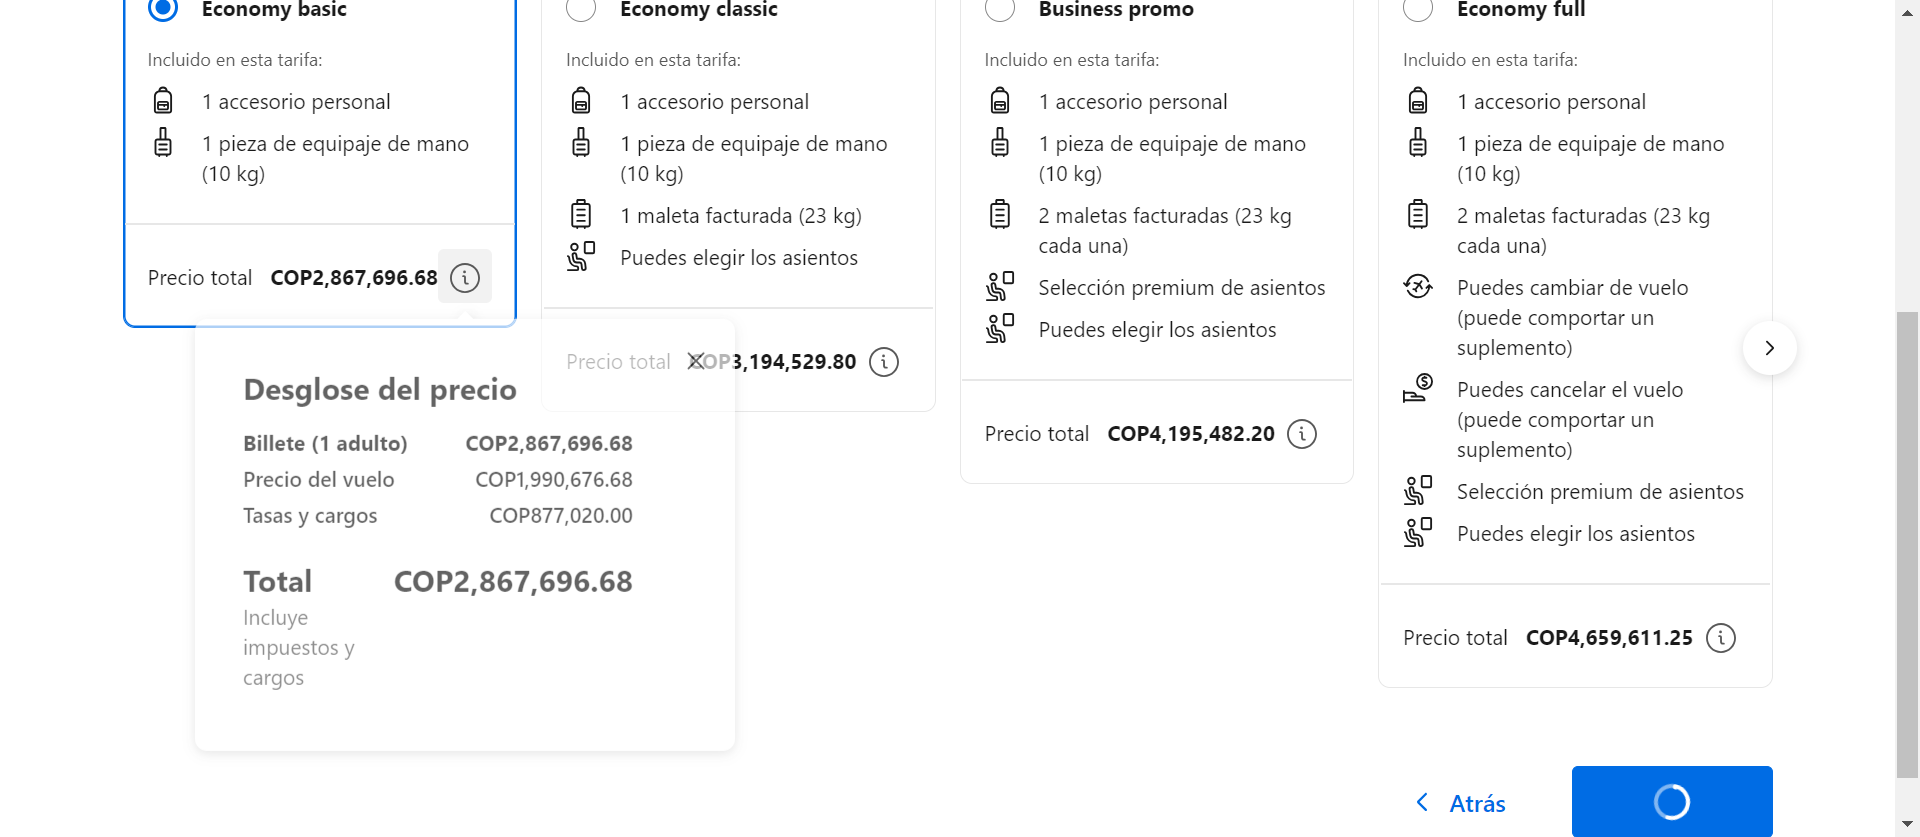 Economy basic
Incluido en esta tarifa:
1 accesorio personal
1 pieza de equipaje de mano
(10 kg)
Precio total COP2,867,696.68
Desglose del precio
Billete (1 adulto) COP2,867,696.68
Precio del vuelo COP1,990,676.68
Tasas y cargos COP877,020.00
Total COP2,867,696.68
Incluye
impuestos y
cargos
Economy classic
Incluido en esta tarifa:
1 accesorio personal
1 pieza de equipaje de mano
(10 kg)
1 maleta facturada (23 kg)
Puedes elegir los asientos
Precio total COP3,194,529.80
Business promo
Incluido en esta tarifa:
1 accesorio personal
1 pieza de equipaje de mano
(10 kg)
2 maletas facturadas (23 kg
cada una)
Selección premium de asientos
Puedes elegir los asientos
Precio total COP4,195,482.20
Economy full
Incluido en esta tarifa:
1 accesorio personal
1 pieza de equipaje de mano
(10 kg)
2 maletas facturadas (23 kg
cada una)
Puedes cambiar de vuelo
(puede comportar un
suplemento)
Puedes cancelar el vuelo
(puede comportar un
suplemento)
Selección premium de asientos
Puedes elegir los asientos
Precio total COP4,659,611.25
Atrás